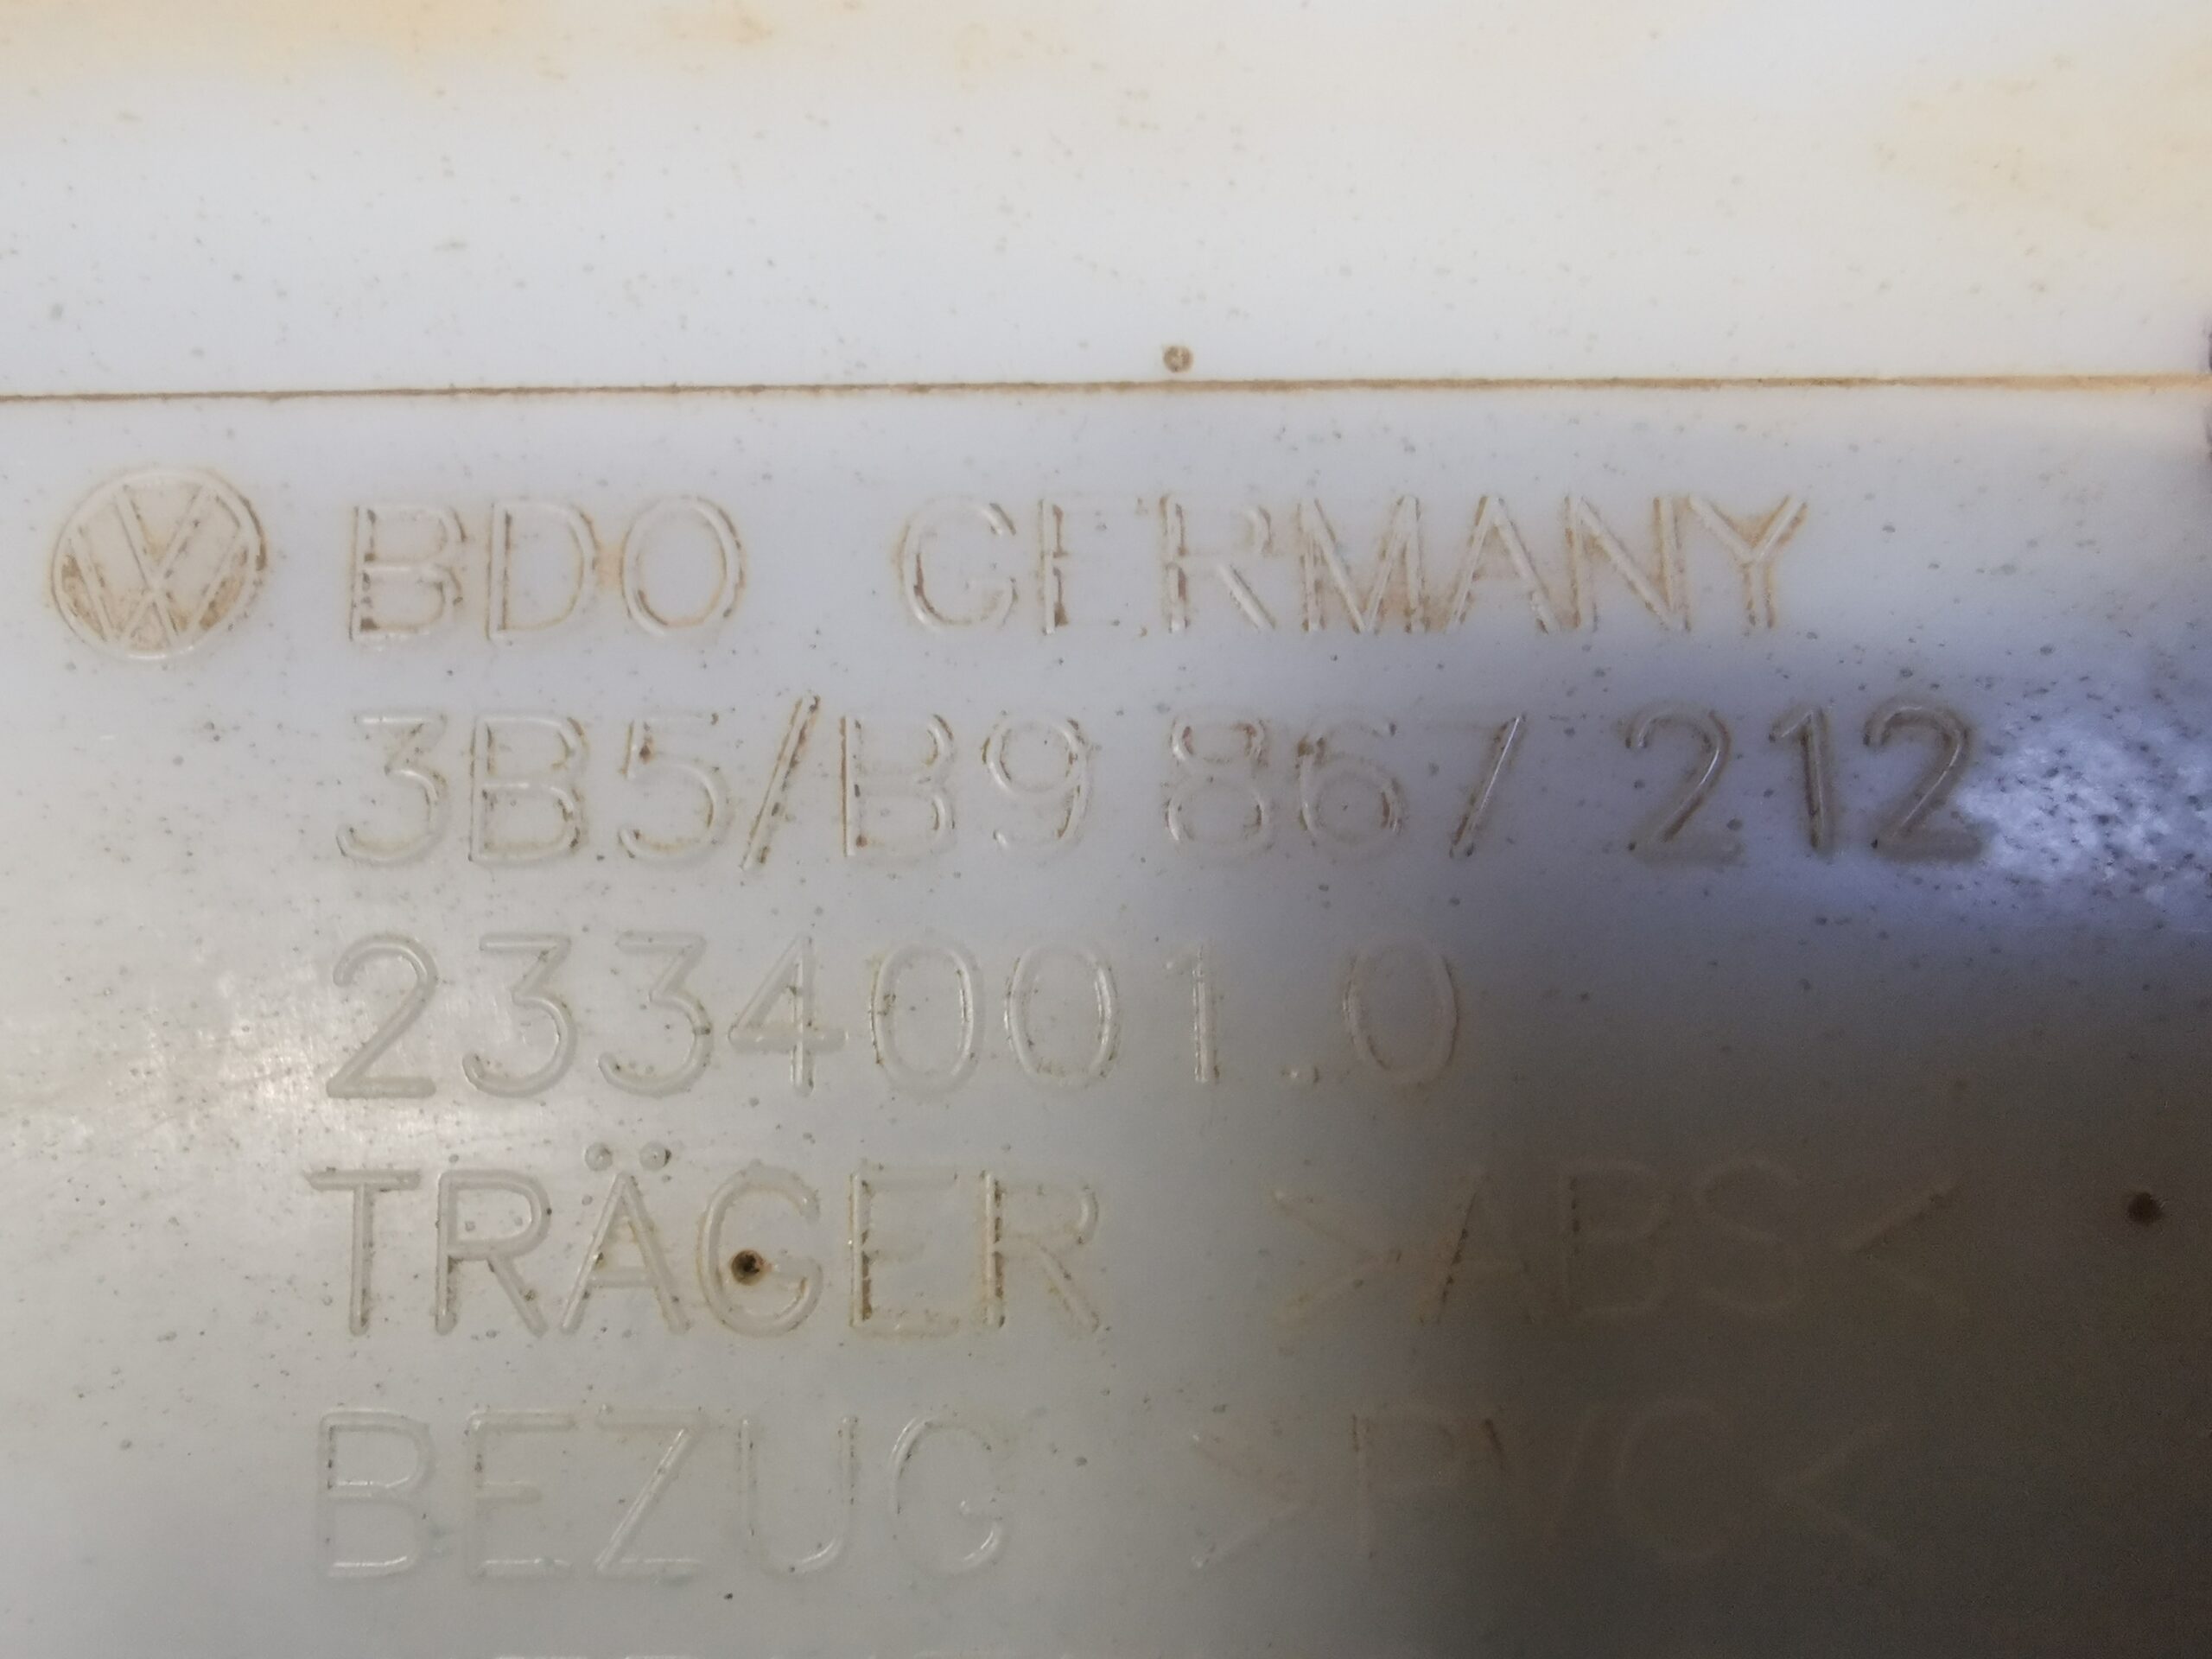 BDO GERMANY
3B5/B9 867 212
2334001.0
TRÄGER >ABS<
BEZUG >PVC<